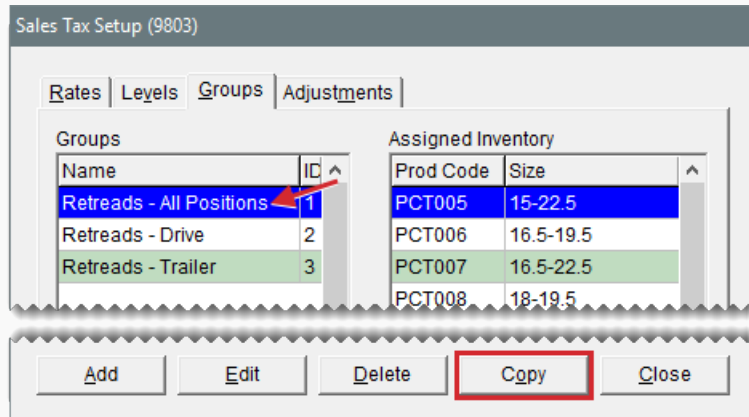 Sales Tax Setup (9803)
Rates Levels Groups Adjustments
Groups Assigned Inventory
Name ID Prod Code Size
Retreads - All Positions 1 PCT005 15-22.5
Retreads - Drive 2 PCT006 16.5-19.5
Retreads - Trailer 3 PCT007 16.5-22.5
PCT008 18-19.5
Add Edit Delete Copy Close